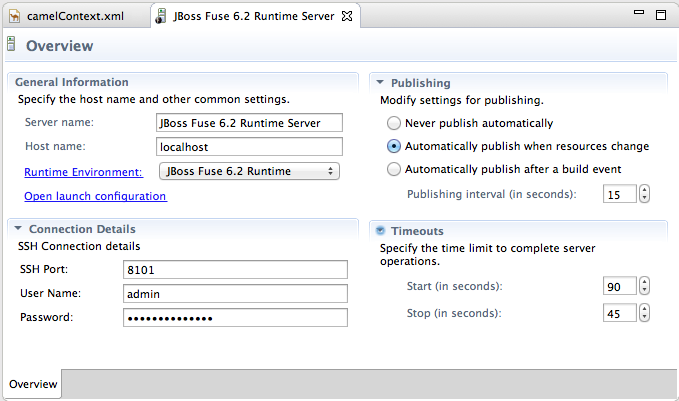 camelContext.xml
JBoss Fuse 6.2 Runtime Server
Overview
General Information
Specify the host name and other common settings.
Server name: JBoss Fuse 6.2 Runtime Server
Host name: localhost
Runtime Environment: JBoss Fuse 6.2 Runtime
Open launch configuration
Connection Details
SSH Connection details
SSH Port: 8101
User Name: admin
Password: ••••••••••••••
Publishing
Modify settings for publishing.
Never publish automatically
Automatically publish when resources change
Automatically publish after a build event
Publishing interval (in seconds): 15
Timeouts
Specify the time limit to complete server
operations.
Start (in seconds): 90
Stop (in seconds): 45
Overview